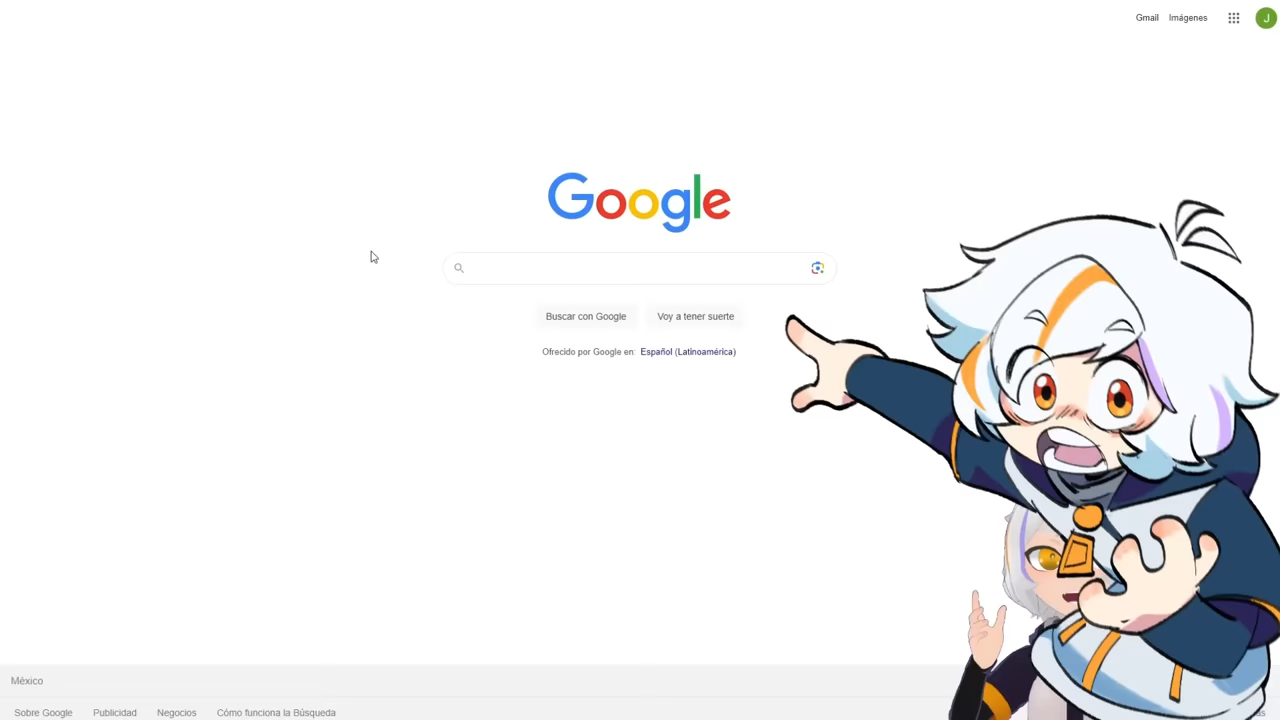 Gmail Imágenes J
Google
Buscar con Google Voy a tener suerte
Ofrecido por Google en: Español (Latinoamérica)
México
Sobre Google Publicidad Negocios Cómo funciona la Búsqueda